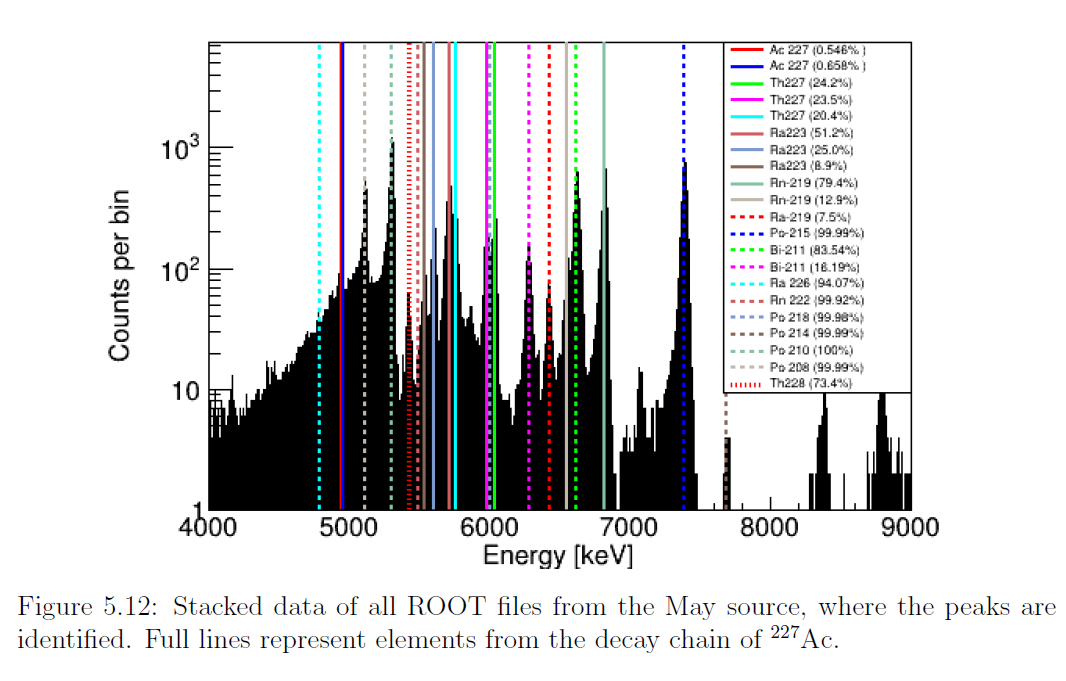 Counts per bin
10³
10²
10
1
4000 5000 6000 7000 8000 9000
Energy [keV]
Ac 227 (0.546% )
Ac 227 (0.658% )
Th227 (24.2%)
Th227 (23.5%)
Th227 (20.4%)
Ra223 (51.2%)
Ra223 (25.0%)
Ra223 (8.9%)
Rn-219 (79.4%)
Rn-219 (12.9%)
Ra-219 (7.5%)
Po-215 (99.99%)
Bi-211 (83.54%)
Bi-211 (16.19%)
Ra 226 (94.07%)
Rn 222 (99.92%)
Po 218 (99.98%)
Po 214 (99.99%)
Po 210 (100%)
Po 208 (99.99%)
Th228 (73.4%)
Figure 5.12: Stacked data of all ROOT files from the May source, where the peaks are
identified. Full lines represent elements from the decay chain of ²²⁷Ac.